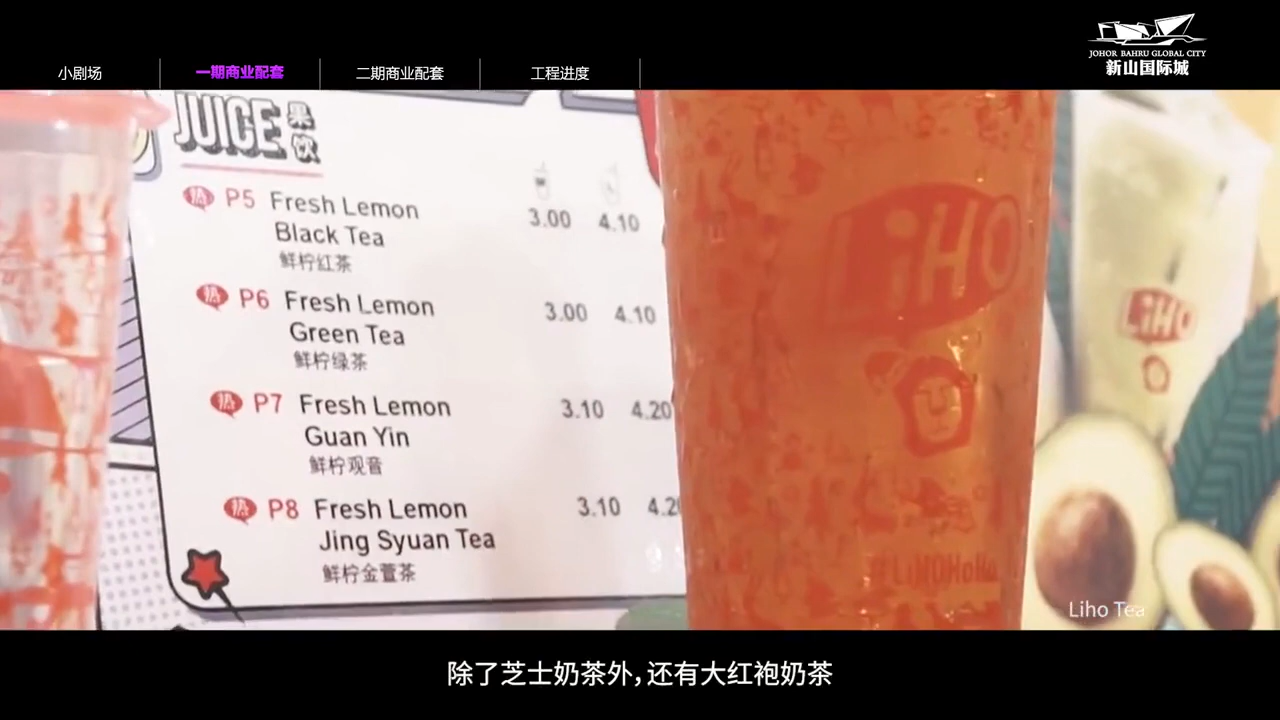 小剧场
一期商业配套
二期商业配套
工程进度
JOHOR BAHRU GLOBAL CITY
新山国际城
JUICE 果饮
热 P5 Fresh Lemon
Black Tea
鲜柠红茶
3.00 4.10
热 P6 Fresh Lemon
Green Tea
鲜柠绿茶
3.00 4.10
热 P7 Fresh Lemon
Guan Yin
鲜柠观音
3.10 4.20
热 P8 Fresh Lemon
Jing Syuan Tea
鲜柠金萱茶
3.10 4.20
LiHO
#LiHOHoHo
LiHO
Liho Tea
除了芝士奶茶外,还有大红袍奶茶